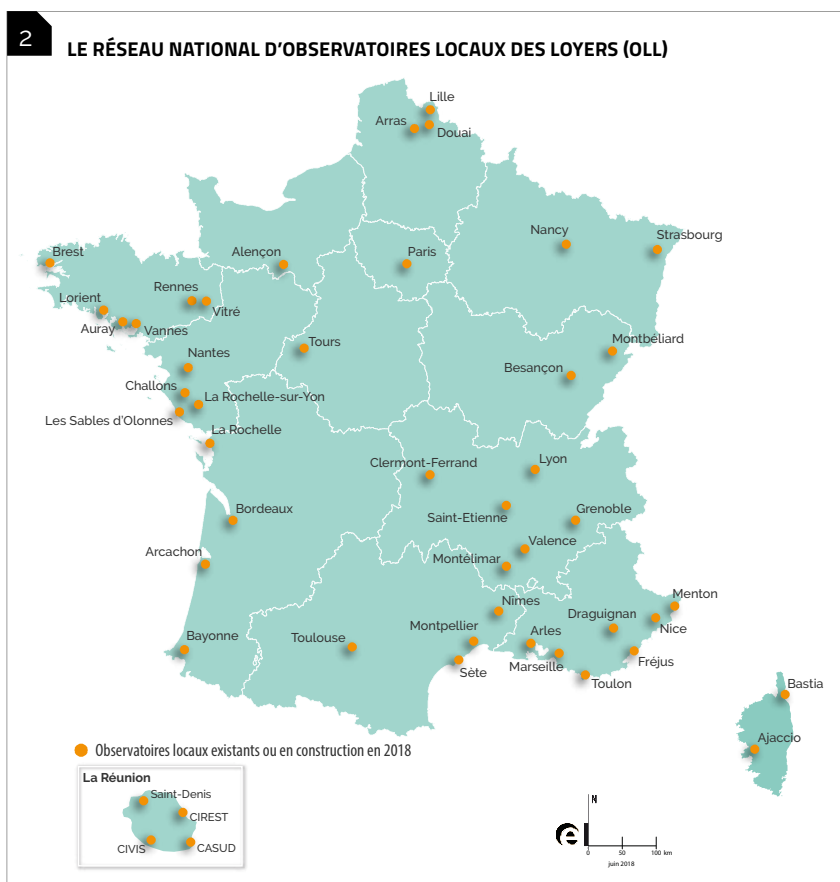 2
LE RÉSEAU NATIONAL D'OBSERVATOIRES LOCAUX DES LOYERS (OLL)
Lille
Arras
Douai
Nancy
Strasbourg
Brest
Alençon
Paris
Rennes
Lorient
Vitré
Auray
Vannes
Montbéliard
Tours
Nantes
Besançon
Challons
La Rochelle-sur-Yon
Les Sables d'Olonnes
La Rochelle
Clermont-Ferrand
Lyon
Bordeaux
Saint-Etienne
Grenoble
Valence
Arcachon
Montélimar
Menton
Nîmes
Draguignan
Montpellier
Arles
Nice
Bayonne
Toulouse
Marseille
Fréjus
Sète
Toulon
Bastia
Ajaccio
Observatoires locaux existants ou en construction en 2018
La Réunion
Saint-Denis
CIREST
CIVIS
CASUD
N
el
0 50 100 km
juin 2018